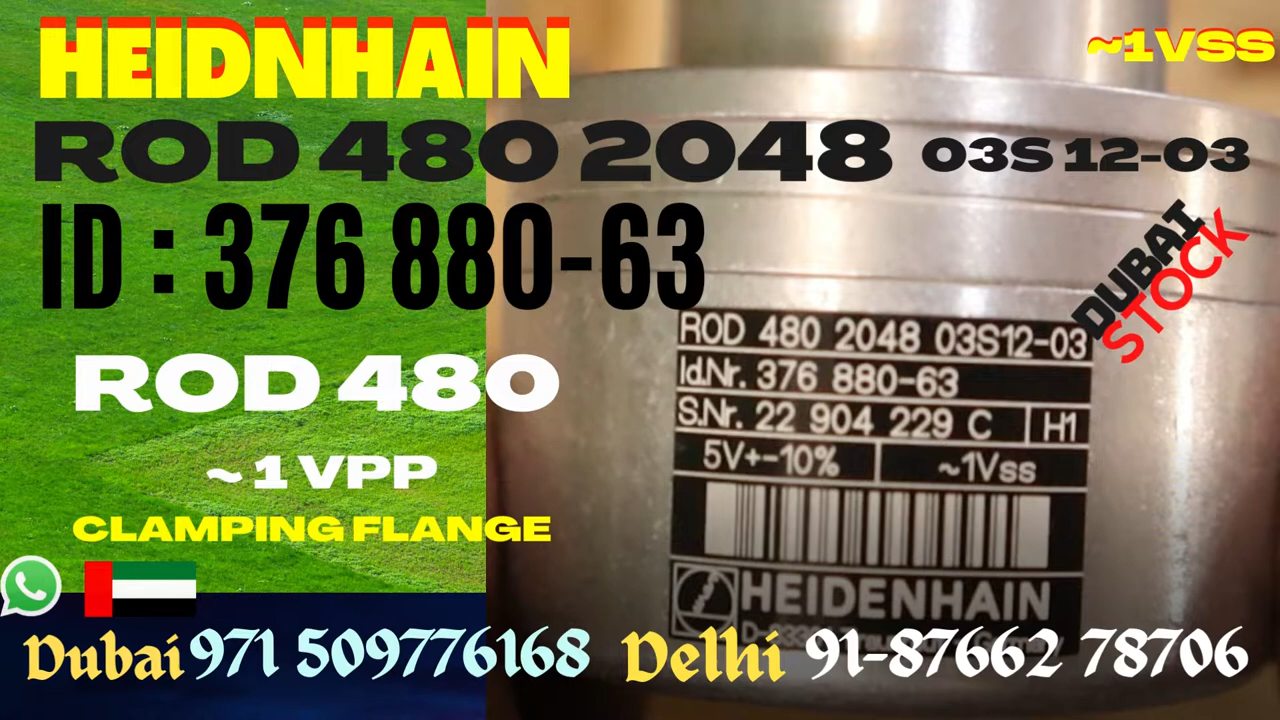 HEIDNHAIN
~1VSS
ROD 480 2048 03S 12-03
ID : 376 880-63
DUBAI
STOCK
ROD 480
~ 1 VPP
CLAMPING FLANGE
ROD 480 2048 03S12-03
Id.Nr. 376 880-63
S.Nr. 22 904 229 C H1
5V+-10% ~1Vss
HEIDENHAIN
Dubai 971 509776168 Delhi 91-87662 78706